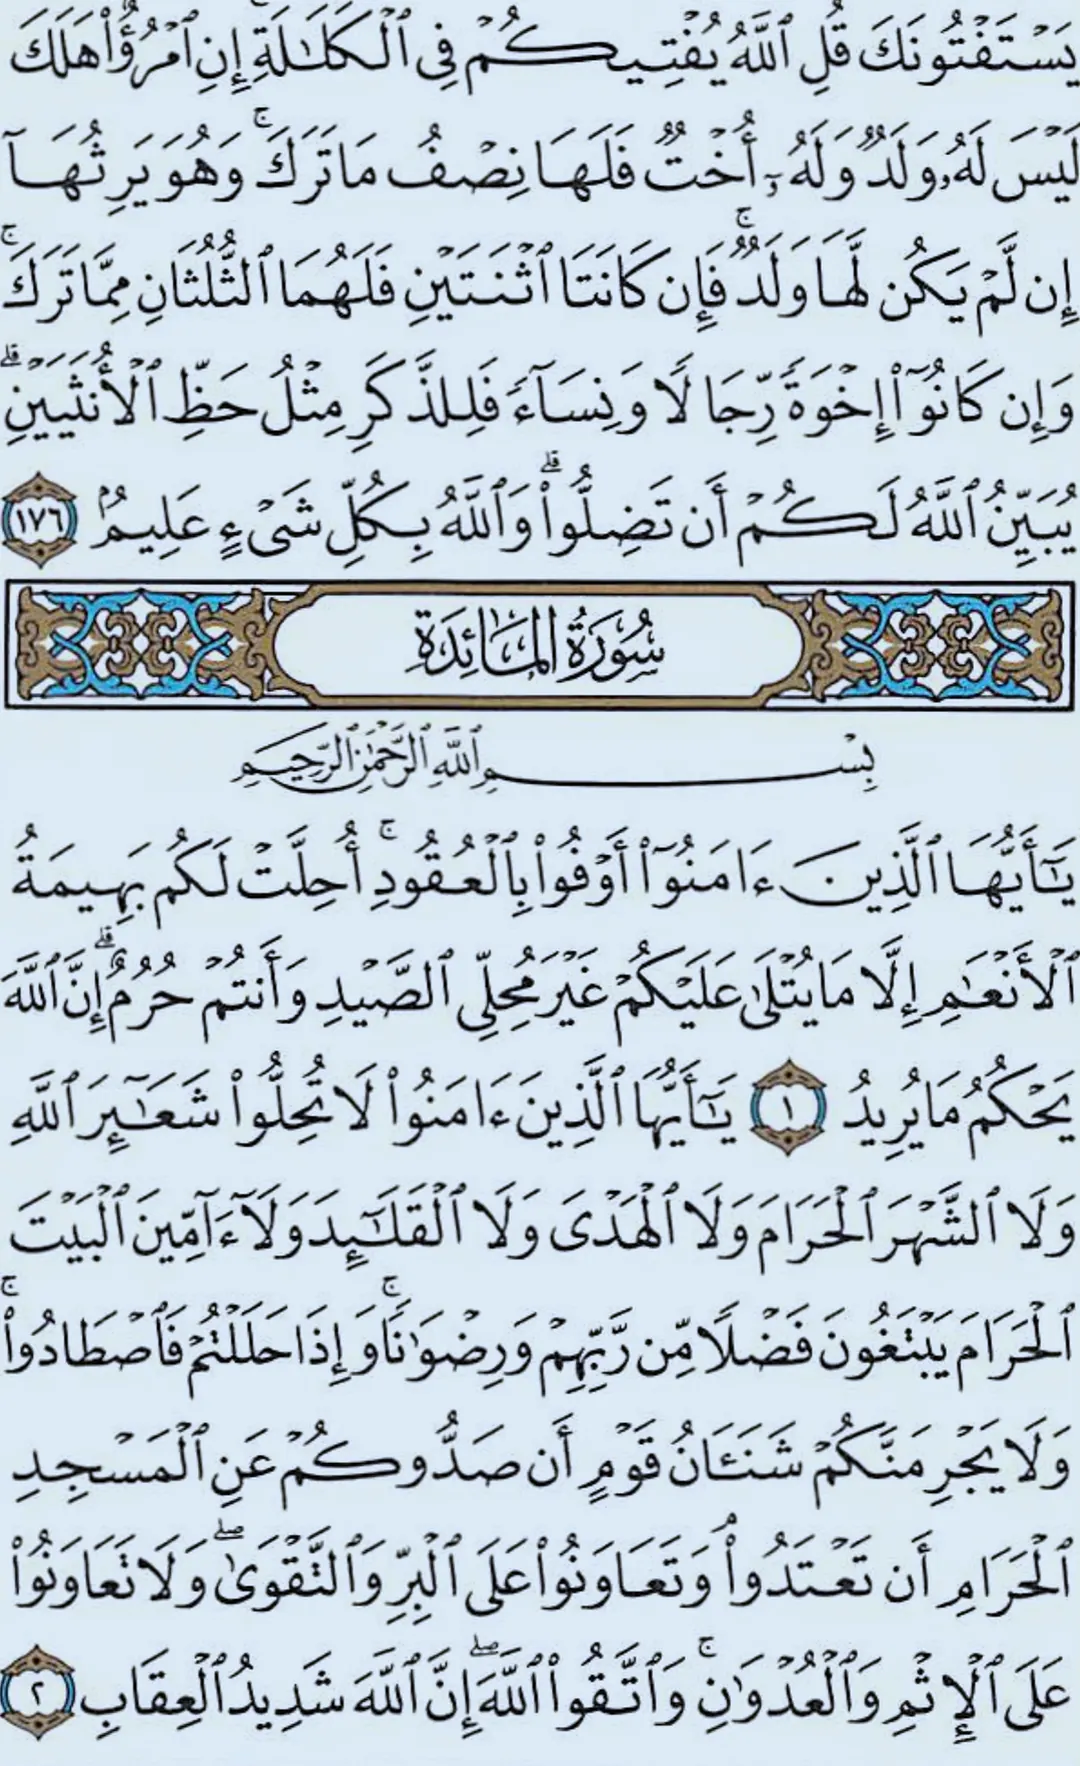 يَسْتَفْتُونَكَ قُلِ ٱللَّهُ يُفْتِيكُمْ فِى ٱلْكَلَٰلَةِ ۚ إِنِ ٱمْرُؤٌا۟ هَلَكَ
لَيْسَ لَهُۥ وَلَدٌ وَلَهُۥٓ أُخْتٌ فَلَهَا نِصْفُ مَا تَرَكَ ۚ وَهُوَ يَرِثُهَآ
إِن لَّمْ يَكُن لَّهَا وَلَدٌ ۚ فَإِن كَانَتَا ٱثْنَتَيْنِ فَلَهُمَا ٱلثُّلُثَانِ مِمَّا تَرَكَ ۚ
وَإِن كَانُوٓا۟ إِخْوَةً رِّجَالًا وَنِسَآءً فَلِلذَّكَرِ مِثْلُ حَظِّ ٱلْأُنثَيَيْنِ ۗ
يُبَيِّنُ ٱللَّهُ لَكُمْ أَن تَضِلُّوا۟ ۗ وَٱللَّهُ بِكُلِّ شَىْءٍ عَلِيمٌۢ ١٧٦
سُورَةُ المَائِدَةِ
بِسْمِ ٱللَّهِ ٱلرَّحْمَٰنِ ٱلرَّحِيمِ
يَٰٓأَيُّهَا ٱلَّذِينَ ءَامَنُوٓا۟ أَوْفُوا۟ بِٱلْعُقُودِ ۚ أُحِلَّتْ لَكُم بَهِيمَةُ
ٱلْأَنْعَٰمِ إِلَّا مَا يُتْلَىٰ عَلَيْكُمْ غَيْرَ مُحِلِّى ٱلصَّيْدِ وَأَنتُمْ حُرُمٌ ۗ إِنَّ ٱللَّهَ
يَحْكُمُ مَا يُرِيدُ ١ يَٰٓأَيُّهَا ٱلَّذِينَ ءَامَنُوا۟ لَا تُحِلُّوا۟ شَعَٰٓئِرَ ٱللَّهِ
وَلَا ٱلشَّهْرَ ٱلْحَرَامَ وَلَا ٱلْهَدْىَ وَلَا ٱلْقَلَٰٓئِدَ وَلَآ ءَآمِّينَ ٱلْبَيْتَ
ٱلْحَرَامَ يَبْتَغُونَ فَضْلًا مِّن رَّبِّهِمْ وَرِضْوَٰنًا ۚ وَإِذَا حَلَلْتُمْ فَٱصْطَادُوا۟ ۚ
وَلَا يَجْرِمَنَّكُمْ شَنَـَٔانُ قَوْمٍ أَن صَدُّوكُمْ عَنِ ٱلْمَسْجِدِ
ٱلْحَرَامِ أَن تَعْتَدُوا۟ ۘ وَتَعَاوَنُوا۟ عَلَى ٱلْبِرِّ وَٱلتَّقْوَىٰ ۖ وَلَا تَعَاوَنُوا۟
عَلَى ٱلْإِثْمِ وَٱلْعُدْوَٰنِ ۚ وَٱتَّقُوا۟ ٱللَّهَ ۖ إِنَّ ٱللَّهَ شَدِيدُ ٱلْعِقَابِ ٢